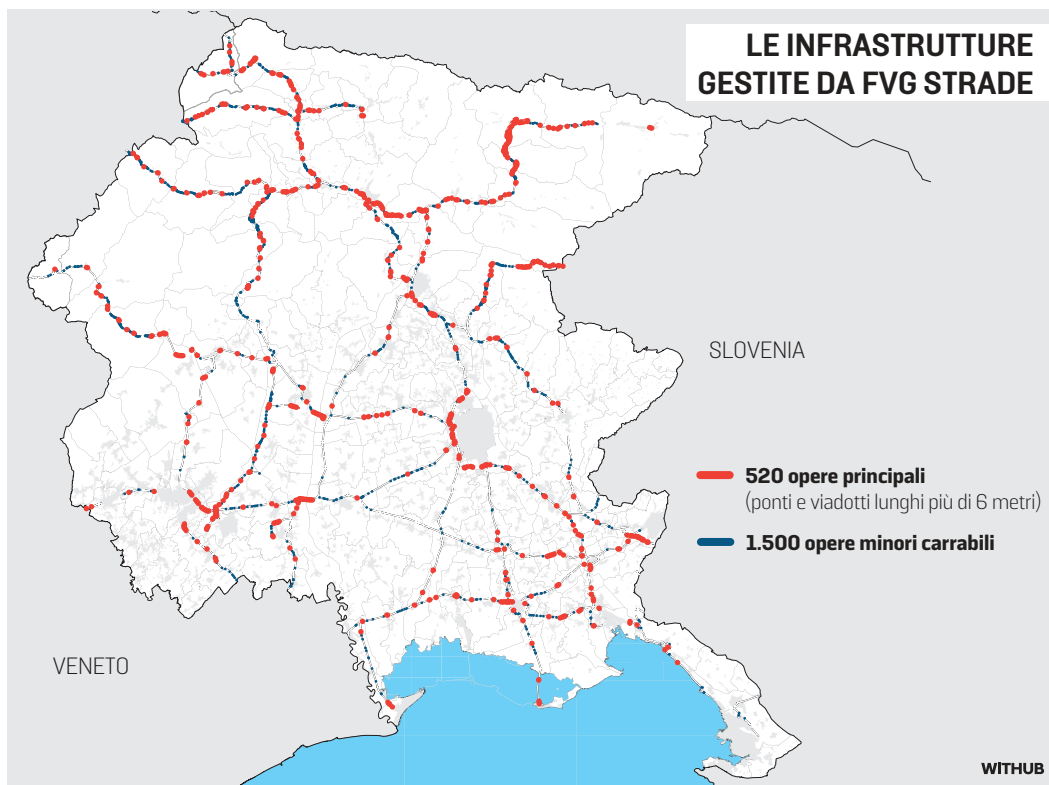 LE INFRASTRUTTURE
GESTITE DA FVG STRADE
SLOVENIA
520 opere principali
(ponti e viadotti lunghi più di 6 metri)
1.500 opere minori carrabili
VENETO
WITHUB